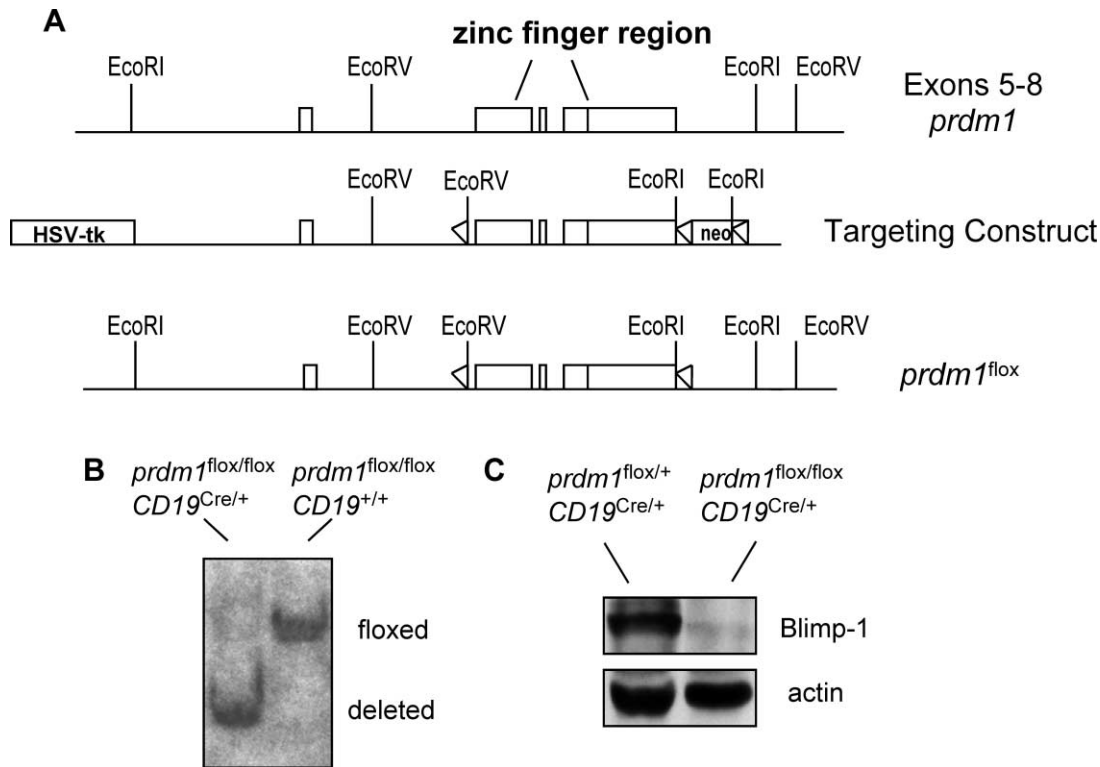 A
zinc finger region
EcoRI EcoRV EcoRI EcoRV
Exons 5-8
prdm1
EcoRV EcoRV EcoRI EcoRI
HSV-tk neo
Targeting Construct
EcoRI EcoRV EcoRV EcoRI EcoRI EcoRV
prdm1flox
B
prdm1flox/flox prdm1flox/flox
CD19Cre/+ CD19+/+
floxed
deleted
C
prdm1flox/+ prdm1flox/flox
CD19Cre/+ CD19Cre/+
Blimp-1
actin